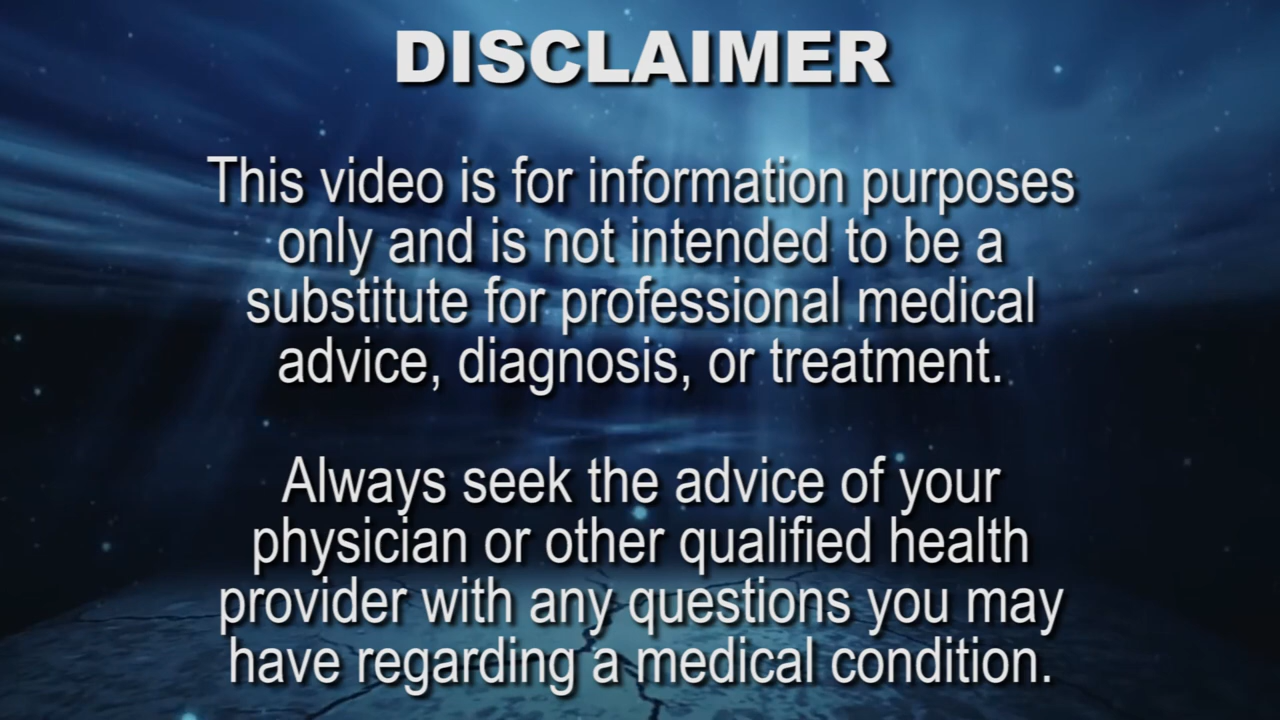 DISCLAIMER
This video is for information purposes
only and is not intended to be a
substitute for professional medical
advice, diagnosis, or treatment.
Always seek the advice of your
physician or other qualified health
provider with any questions you may
have regarding a medical condition.